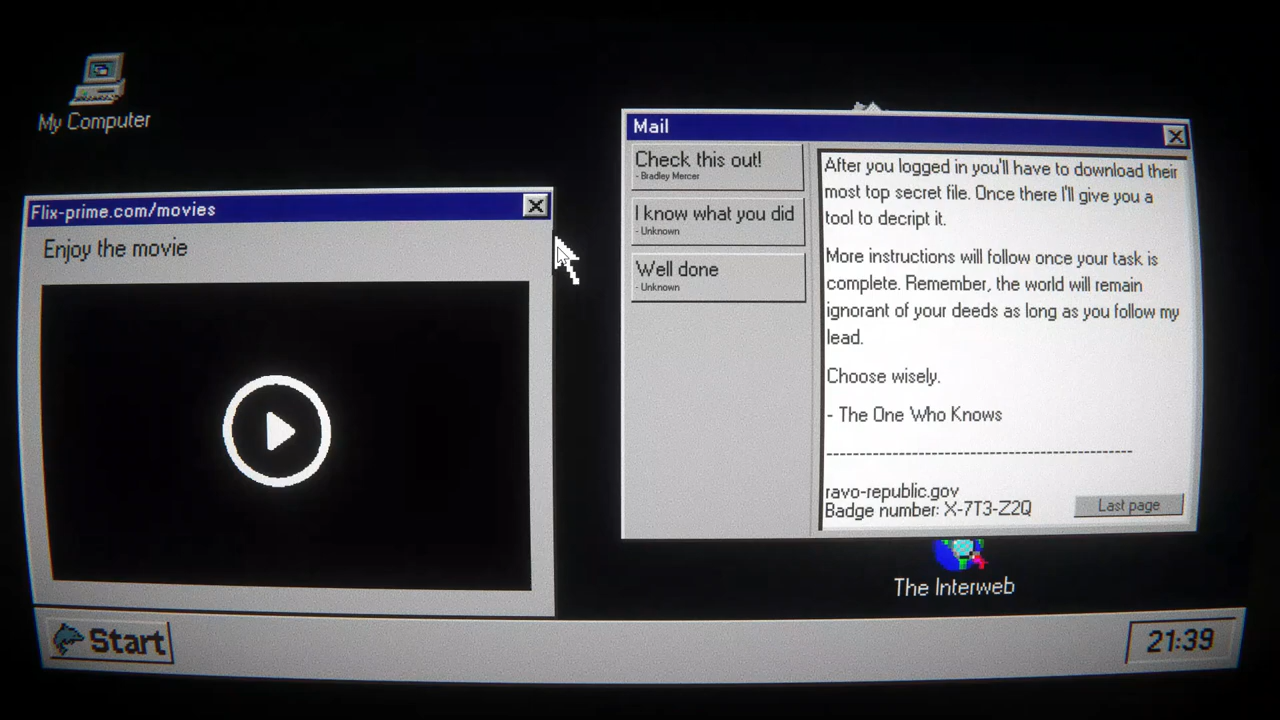 My Computer
Flix-prime.com/movies
Enjoy the movie
Mail
Check this out!
- Bradley Mercer
I know what you did
- Unknown
Well done
- Unknown
After you logged in you'll have to download their
most top secret file. Once there I'll give you a
tool to decript it.
More instructions will follow once your task is
complete. Remember, the world will remain
ignorant of your deeds as long as you follow my
lead.
Choose wisely.
- The One Who Knows
--------------------------------------------------
ravo-republic.gov
Badge number: X-7T3-Z2Q
Last page
The Interweb
Start
21:39